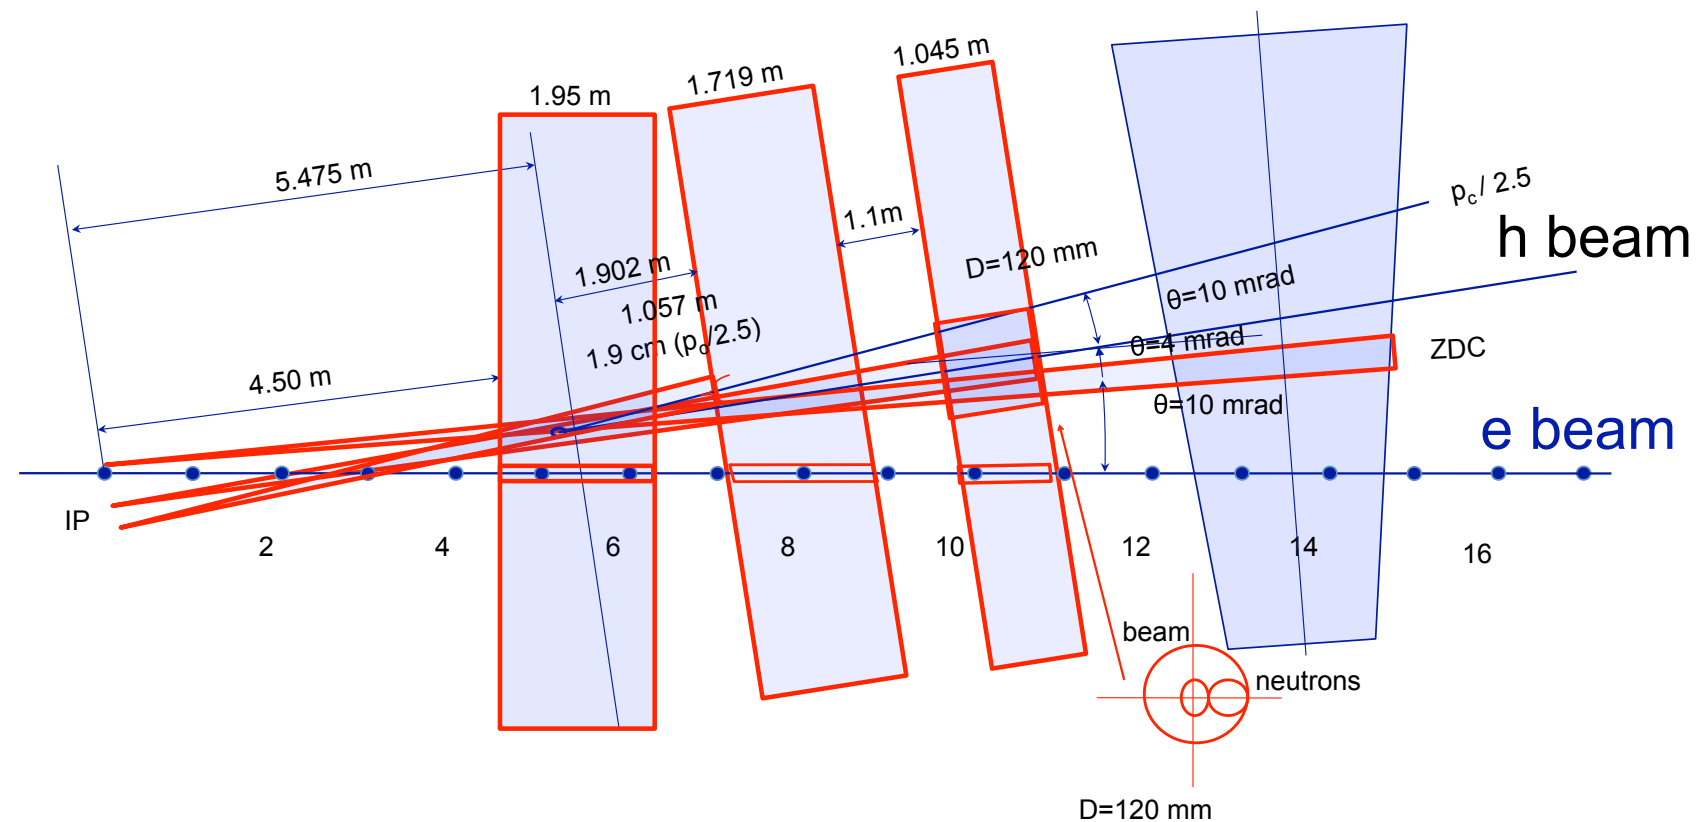 1.045 m
1.719 m
1.95 m
5.475 m
p_c / 2.5
1.1m
h beam
D=120 mm
1.902 m
θ=10 mrad
1.057 m
1.9 cm (p_o/2.5)
θ=4 mrad
ZDC
4.50 m
θ=10 mrad
e beam
IP
2 4 6 8 10 12 14 16
beam
neutrons
D=120 mm